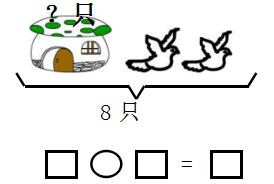 ? 只
8 只
□ ○ □ = □